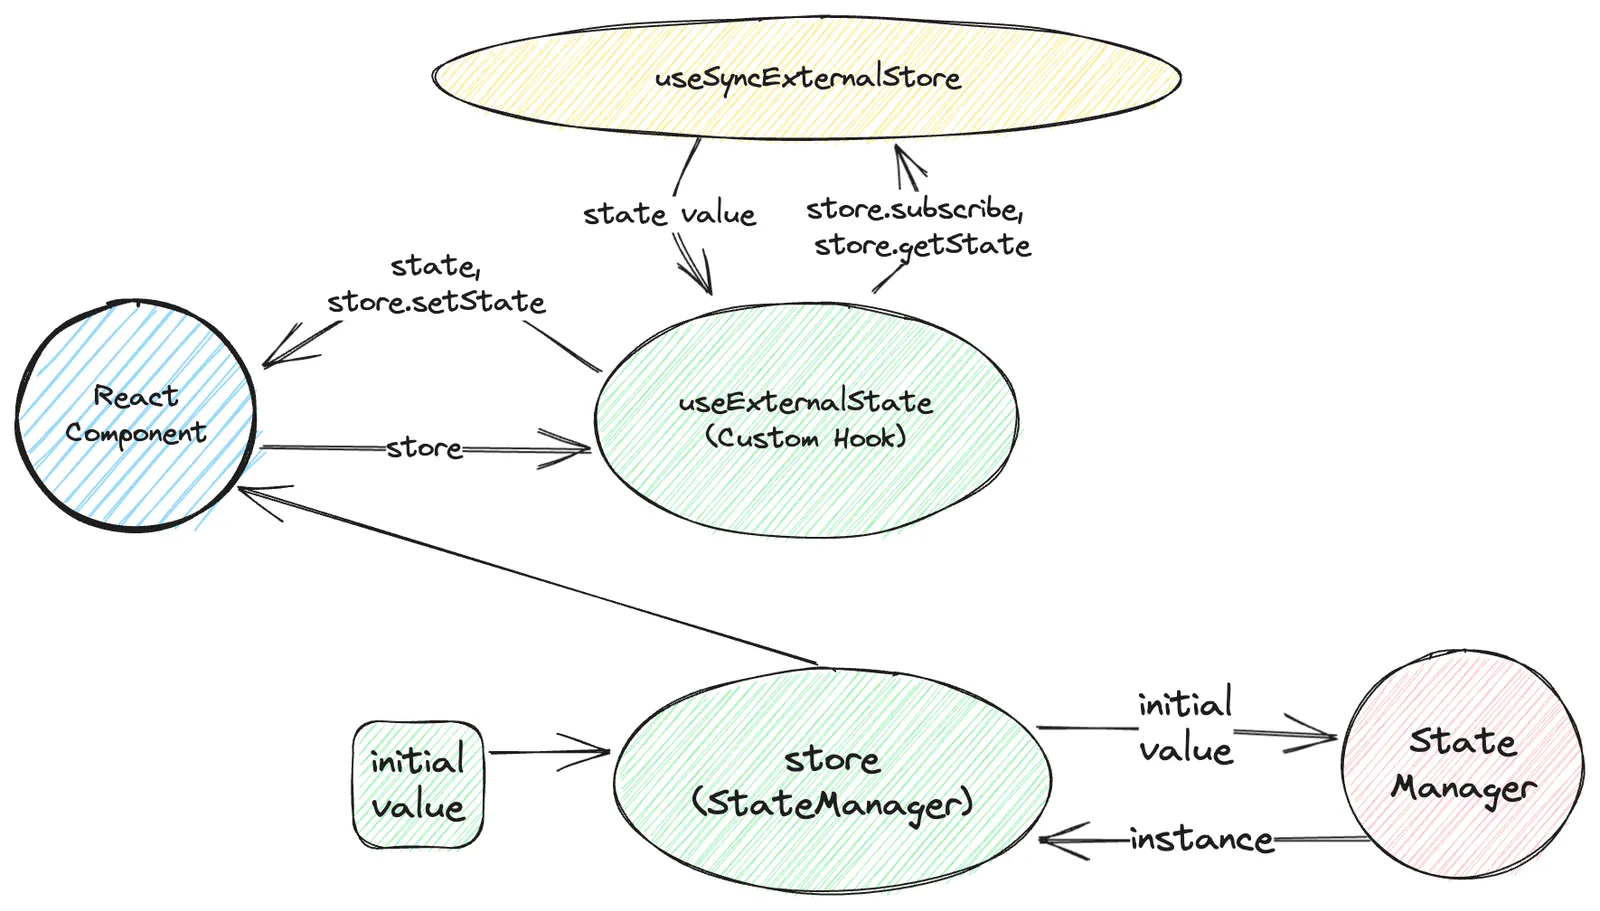 useSyncExternalStore
state value
store.subscribe,
store.getState
state,
store.setState
React
Component
useExternalState
(Custom Hook)
store
initial
value
store
(StateManager)
initial
value
State
Manager
instance